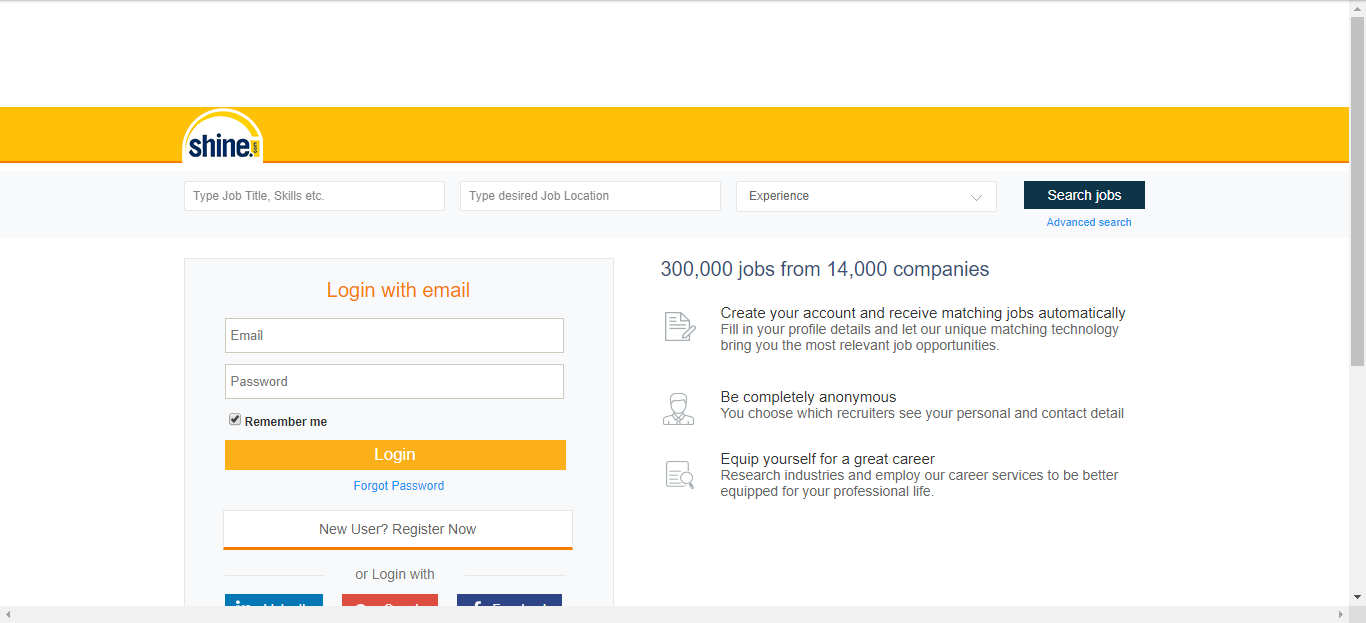 shine.com
Type Job Title, Skills etc.
Type desired Job Location
Experience
Search jobs
Advanced search
Login with email
Email
Password
Remember me
Login
Forgot Password
New User? Register Now
or Login with
300,000 jobs from 14,000 companies
Create your account and receive matching jobs automatically
Fill in your profile details and let our unique matching technology
bring you the most relevant job opportunities.
Be completely anonymous
You choose which recruiters see your personal and contact detail
Equip yourself for a great career
Research industries and employ our career services to be better
equipped for your professional life.